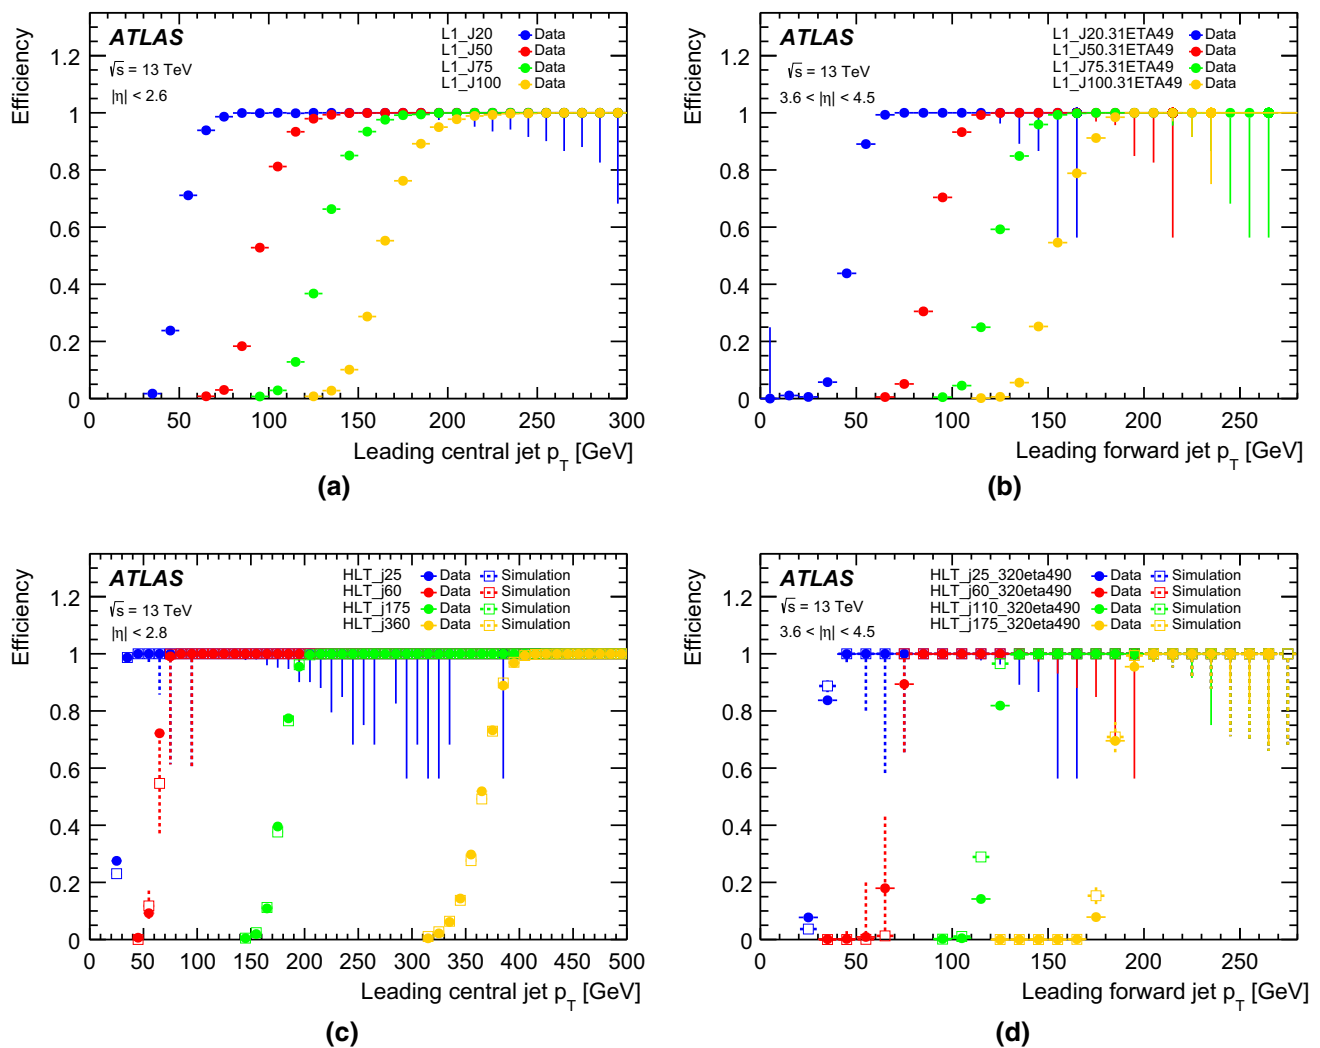 ATLAS
√s = 13 TeV
|η| < 2.6
L1_J20 Data
L1_J50 Data
L1_J75 Data
L1_J100 Data
Efficiency
1.2
1
0.8
0.6
0.4
0.2
0
0 50 100 150 200 250 300
Leading central jet p_T [GeV]
(a)
ATLAS
√s = 13 TeV
3.6 < |η| < 4.5
L1_J20.31ETA49 Data
L1_J50.31ETA49 Data
L1_J75.31ETA49 Data
L1_J100.31ETA49 Data
Efficiency
1.2
1
0.8
0.6
0.4
0.2
0
0 50 100 150 200 250
Leading forward jet p_T [GeV]
(b)
ATLAS
√s = 13 TeV
|η| < 2.8
HLT_j25 Data Simulation
HLT_j60 Data Simulation
HLT_j175 Data Simulation
HLT_j360 Data Simulation
Efficiency
1.2
1
0.8
0.6
0.4
0.2
0
0 50 100 150 200 250 300 350 400 450 500
Leading central jet p_T [GeV]
(c)
ATLAS
√s = 13 TeV
3.6 < |η| < 4.5
HLT_j25_320eta490 Data Simulation
HLT_j60_320eta490 Data Simulation
HLT_j110_320eta490 Data Simulation
HLT_j175_320eta490 Data Simulation
Efficiency
1.2
1
0.8
0.6
0.4
0.2
0
0 50 100 150 200 250
Leading forward jet p_T [GeV]
(d)